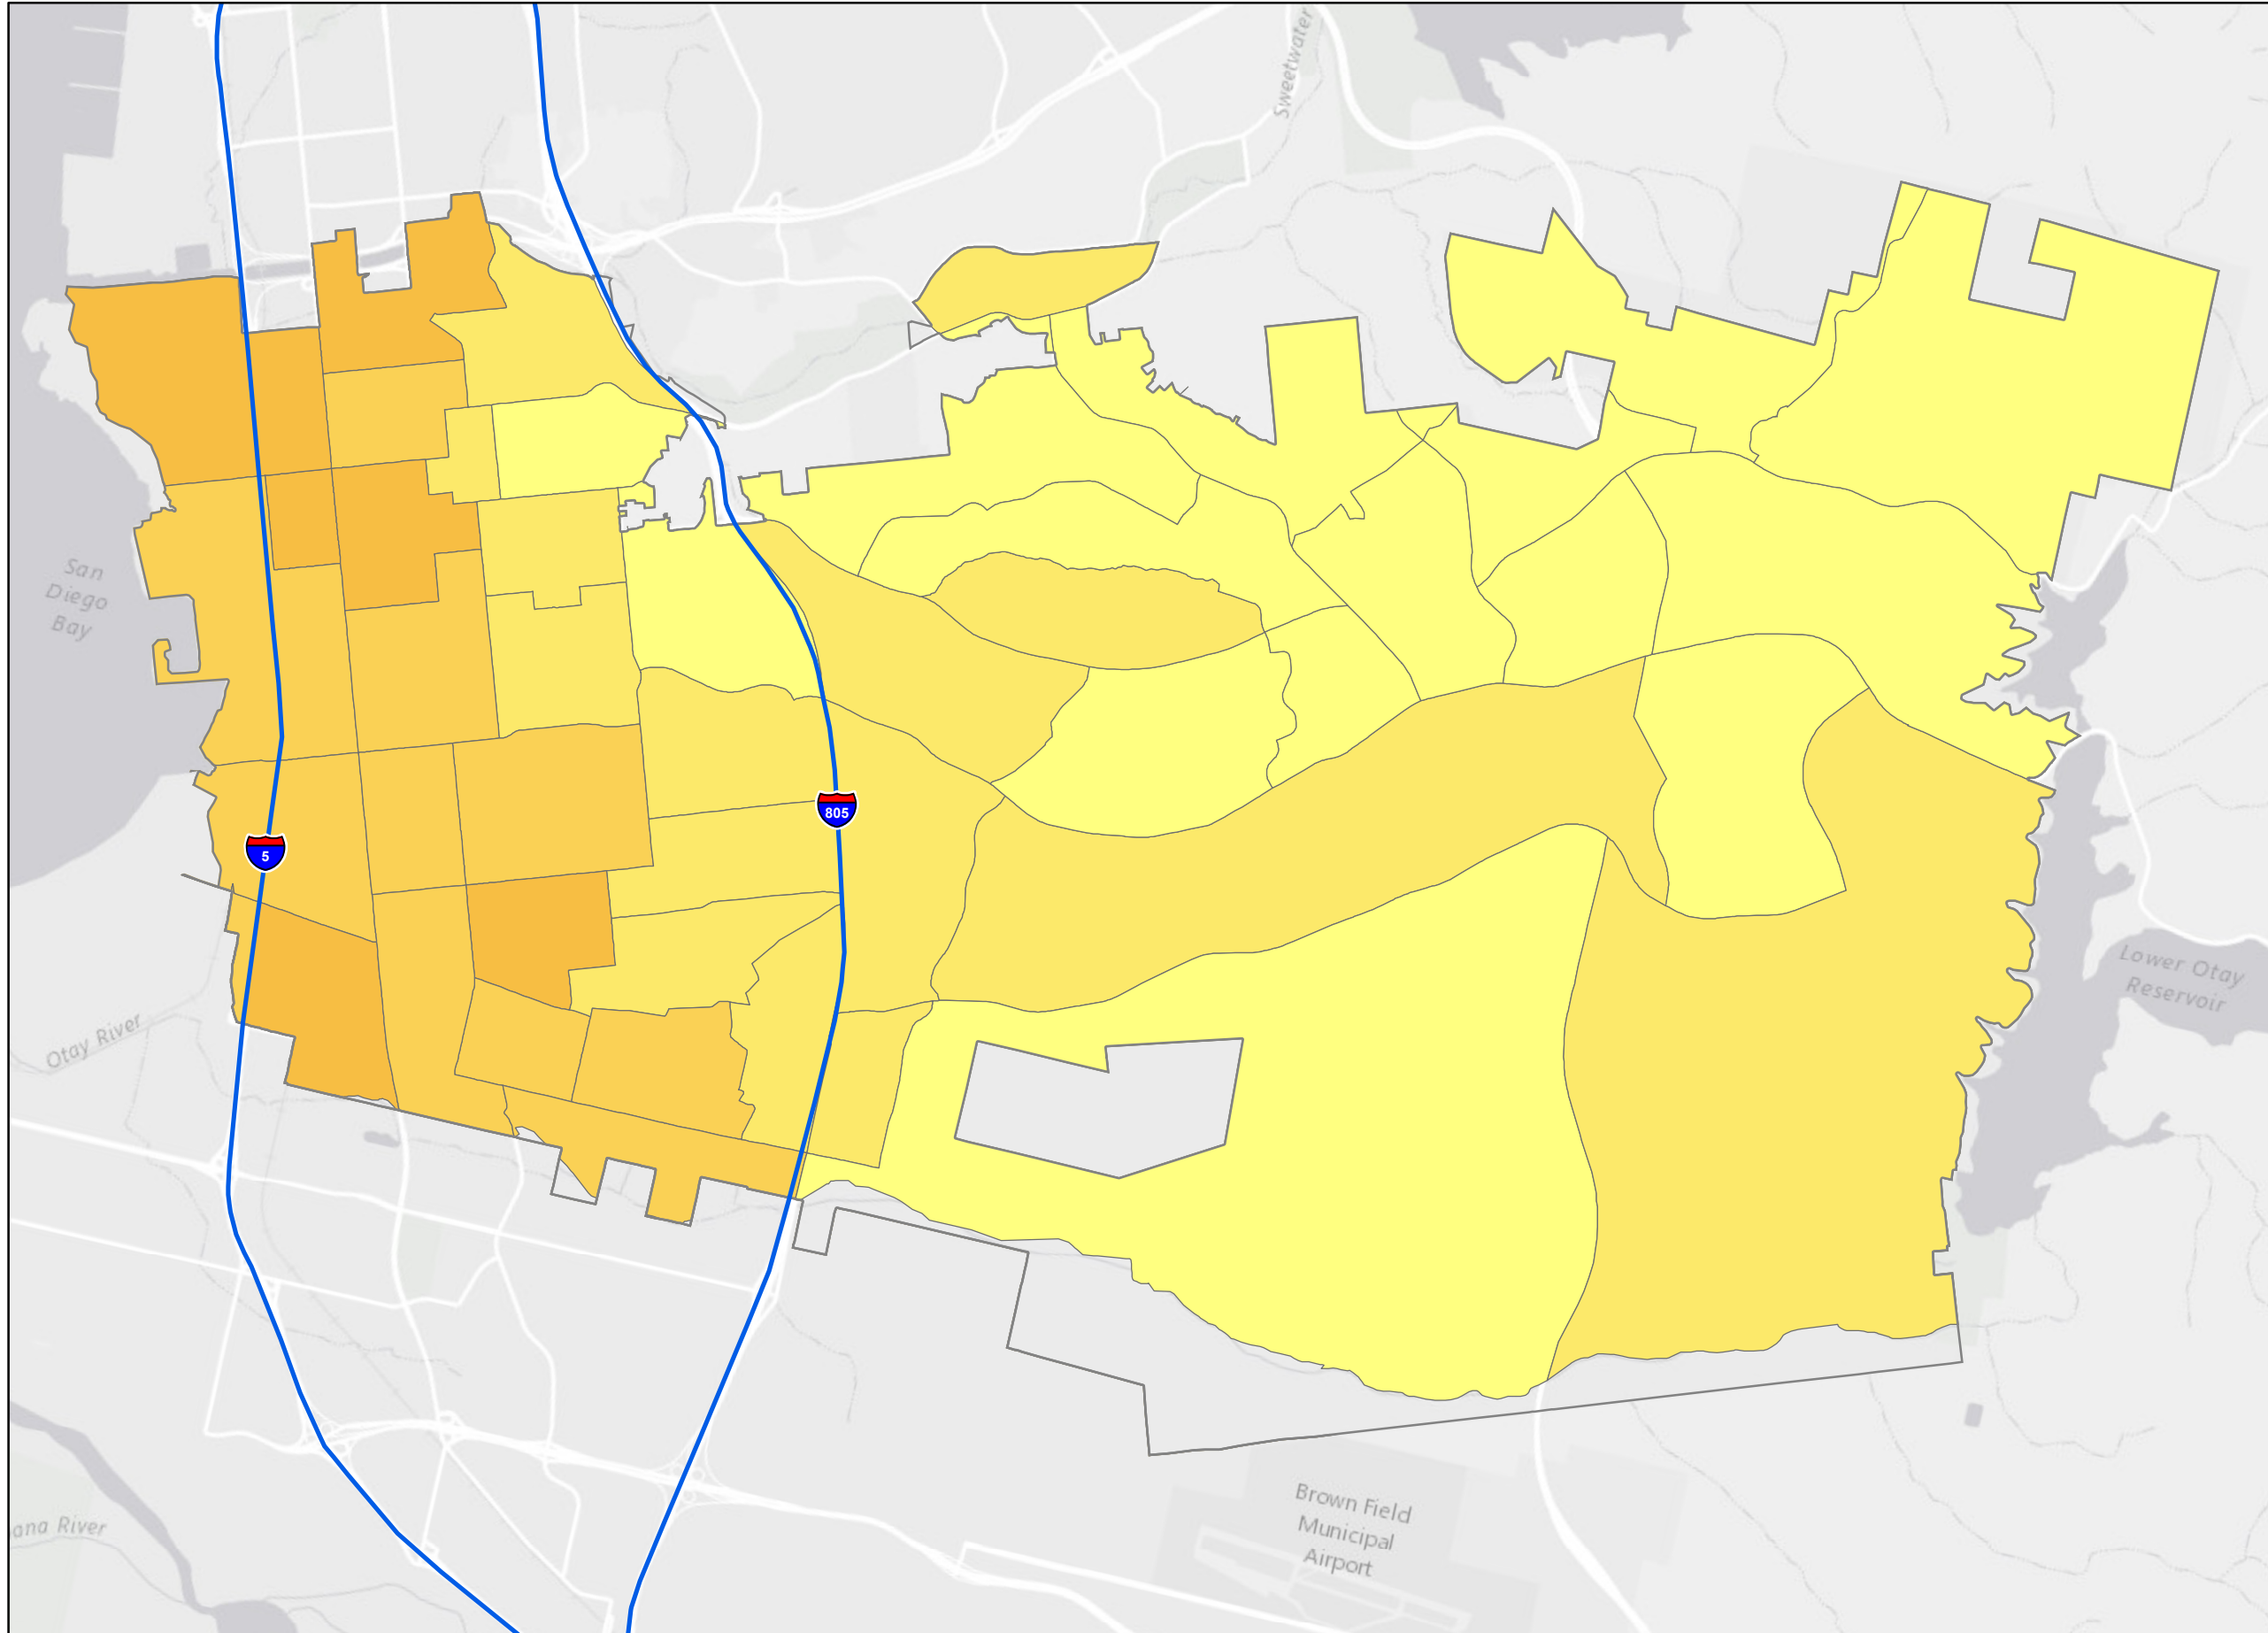 Sweetwater
San
Diego
Bay
805
5
Lower Otay
Reservoir
Otay River
Brown Field
Municipal
Airport
ana River